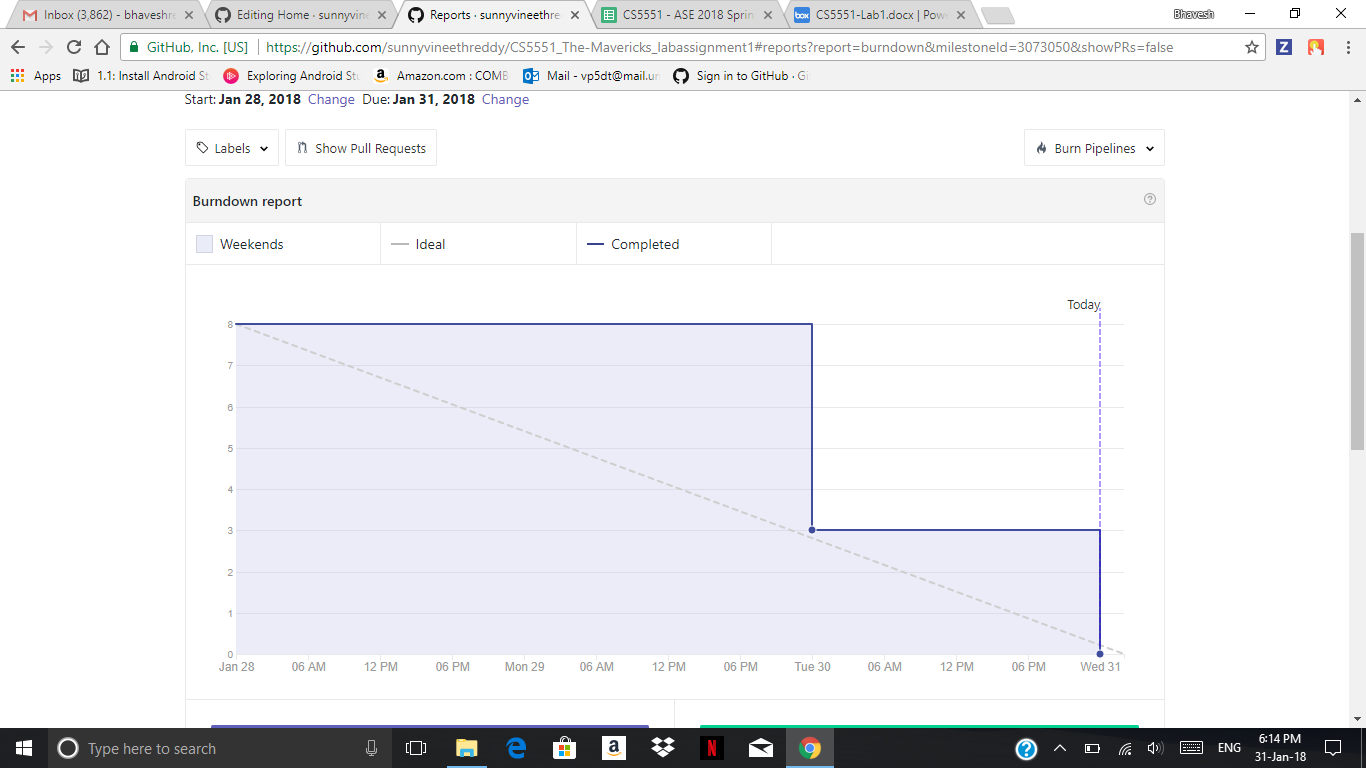 Inbox (3,862) - bhaveshre
Editing Home · sunnyvine
Reports · sunnyvineethre
CS5551 - ASE 2018 Sprin
CS5551-Lab1.docx | Pow
Bhavesh
GitHub, Inc. [US]
https://github.com/sunnyvineethreddy/CS5551_The-Mavericks_labassignment1#reports?report=burndown&milestoneId=3073050&showPRs=false
Apps
1.1: Install Android St
Exploring Android Stu
Amazon.com : COMB
Mail - vp5dt@mail.um
Sign in to GitHub · Gi
Start: Jan 28, 2018 Change Due: Jan 31, 2018 Change
Labels
Show Pull Requests
Burn Pipelines
Burndown report
Weekends
Ideal
Completed
Today
8
7
6
5
4
3
2
1
0
Jan 28 06 AM 12 PM 06 PM Mon 29 06 AM 12 PM 06 PM Tue 30 06 AM 12 PM 06 PM Wed 31
Type here to search
ENG
6:14 PM
31-Jan-18